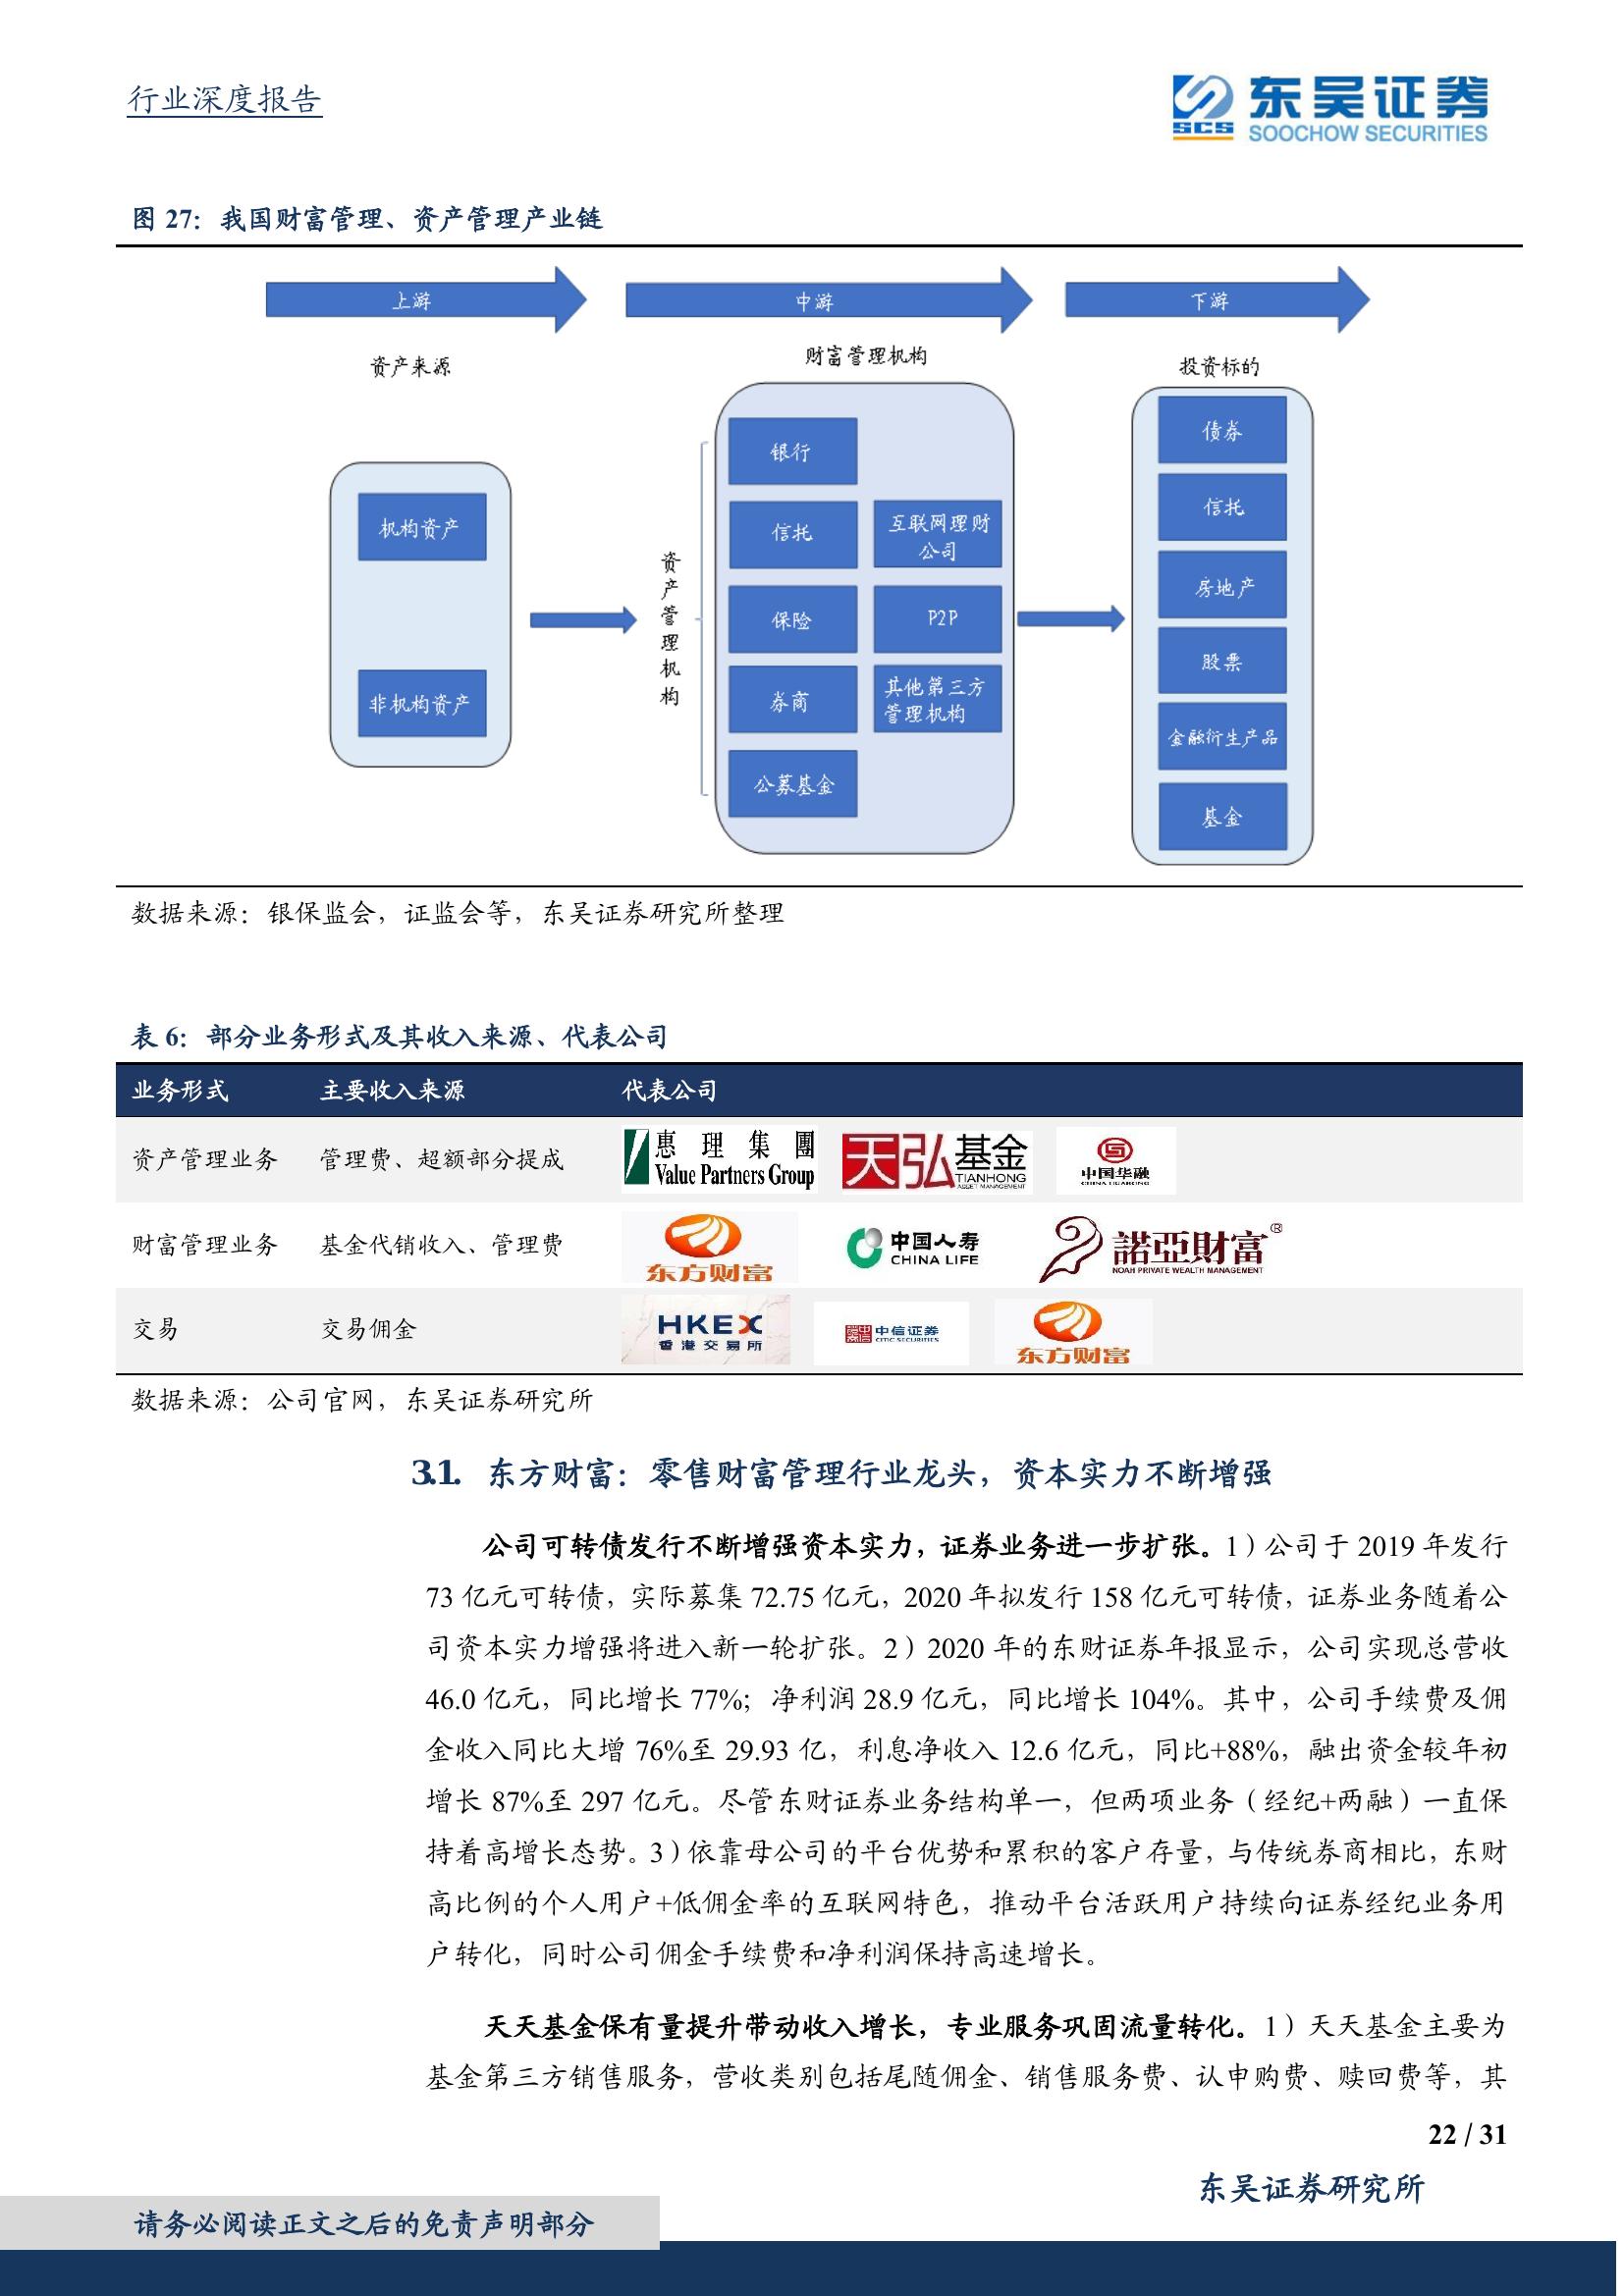 行业深度报告
SCS 东吴证券
SOOCHOW SECURITIES
图 27：我国财富管理、资产管理产业链
上游
中游
下游
资产来源
财富管理机构
投资标的
机构资产
非机构资产
资产管理机构
银行
信托
保险
券商
公募基金
互联网理财
公司
P2P
其他第三方
管理机构
债券
信托
房地产
股票
金融衍生产品
基金
数据来源：银保监会，证监会等，东吴证券研究所整理
表 6：部分业务形式及其收入来源、代表公司
业务形式 主要收入来源 代表公司
资产管理业务 管理费、超额部分提成
惠理集團
Value Partners Group
天弘基金
TIANHONG
ASSET MANAGEMENT
中国华融
CHINA HUARONG
财富管理业务 基金代销收入、管理费
东方财富
中国人寿
CHINA LIFE
諾亞財富®
NOAH PRIVATE WEALTH MANAGEMENT
交易 交易佣金
HKEX
香港交易所
中信证券
CITIC SECURITIES
东方财富
数据来源：公司官网，东吴证券研究所
3.1. 东方财富：零售财富管理行业龙头，资本实力不断增强
公司可转债发行不断增强资本实力，证券业务进一步扩张。1）公司于 2019 年发行
73 亿元可转债，实际募集 72.75 亿元，2020 年拟发行 158 亿元可转债，证券业务随着公
司资本实力增强将进入新一轮扩张。2）2020 年的东财证券年报显示，公司实现总营收
46.0 亿元，同比增长 77%；净利润 28.9 亿元，同比增长 104%。其中，公司手续费及佣
金收入同比大增 76%至 29.93 亿，利息净收入 12.6 亿元，同比+88%，融出资金较年初
增长 87%至 297 亿元。尽管东财证券业务结构单一，但两项业务（经纪+两融）一直保
持着高增长态势。3）依靠母公司的平台优势和累积的客户存量，与传统券商相比，东财
高比例的个人用户+低佣金率的互联网特色，推动平台活跃用户持续向证券经纪业务用
户转化，同时公司佣金手续费和净利润保持高速增长。
天天基金保有量提升带动收入增长，专业服务巩固流量转化。1）天天基金主要为
基金第三方销售服务，营收类别包括尾随佣金、销售服务费、认申购费、赎回费等，其
22 / 31
东吴证券研究所
请务必阅读正文之后的免责声明部分